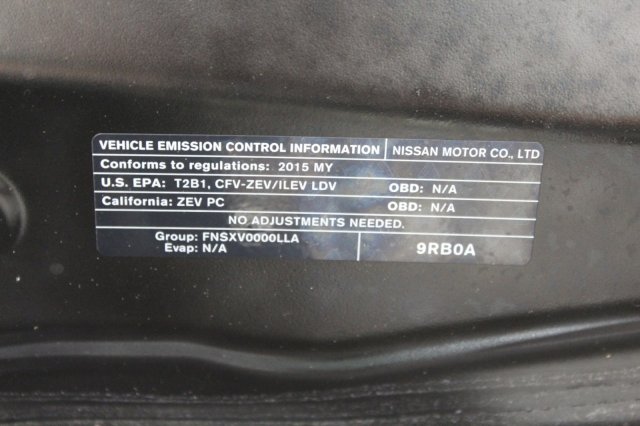 VEHICLE EMISSION CONTROL INFORMATION NISSAN MOTOR CO., LTD
Conforms to regulations: 2015 MY
U.S. EPA: T2B1, CFV-ZEV/ILEV LDV OBD: N/A
California: ZEV PC OBD: N/A
NO ADJUSTMENTS NEEDED.
Group: FNSXV0000LLA
Evap: N/A
9RB0A